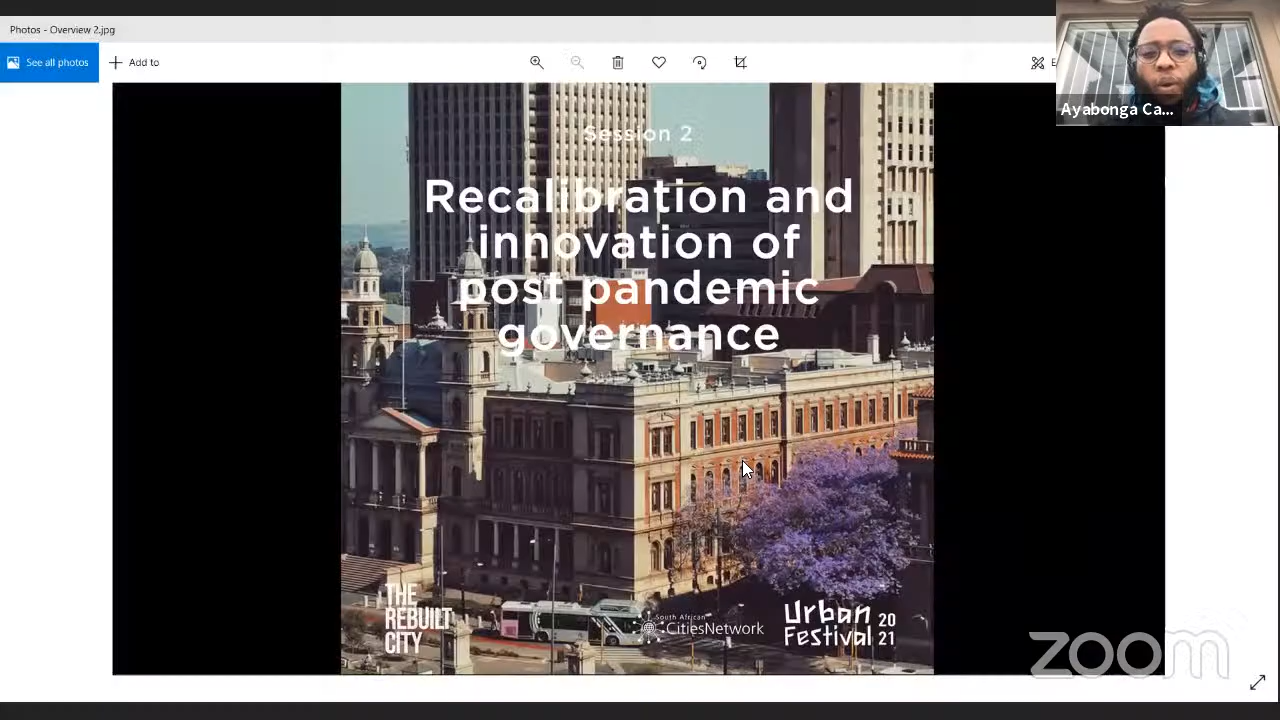 Photos - Overview 2.jpg
See all photos
Add to
Ayabonga Ca...
Session 2
Recalibration and
innovation of
post pandemic
governance
THE
REBUILT
CITY
South African
CitiesNetwork
Urban
Festival
20
21
zoom